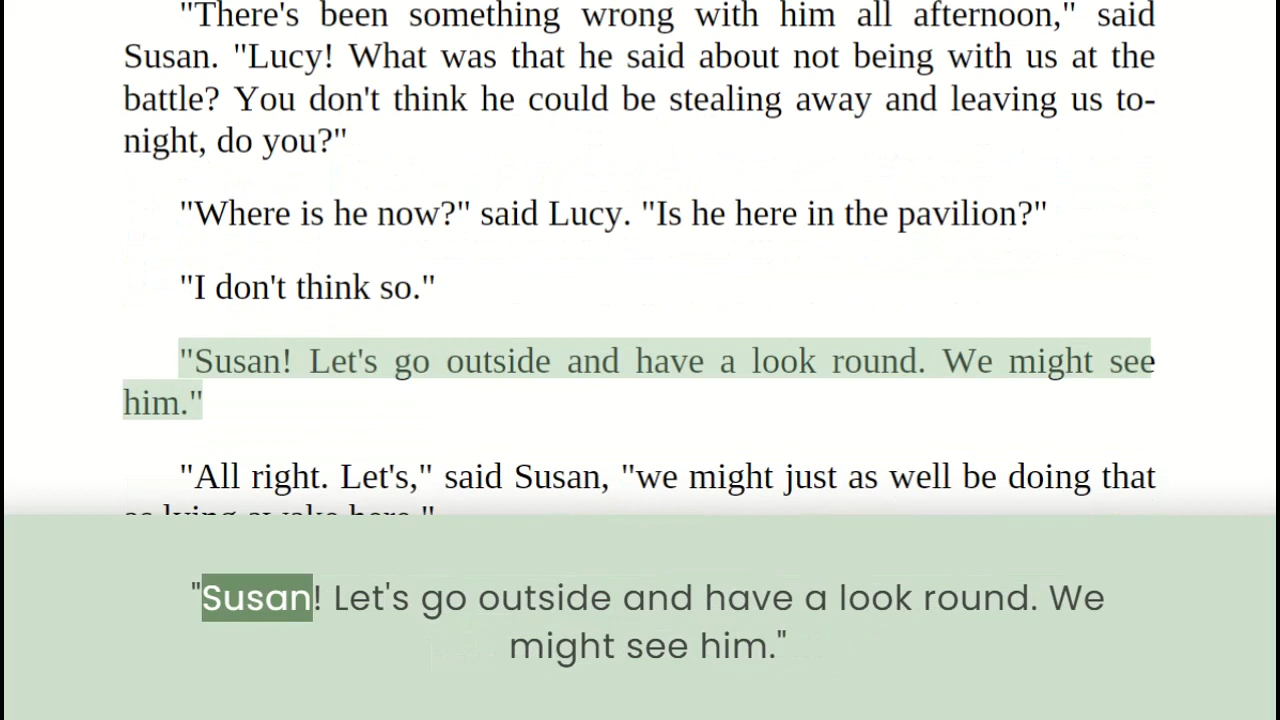 "There's been something wrong with him all afternoon," said
Susan. "Lucy! What was that he said about not being with us at the
battle? You don't think he could be stealing away and leaving us to-
night, do you?"
"Where is he now?" said Lucy. "Is he here in the pavilion?"
"I don't think so."
"Susan! Let's go outside and have a look round. We might see
him."
"All right. Let's," said Susan, "we might just as well be doing that
as lying awake here."
"Susan! Let's go outside and have a look round. We
might see him."